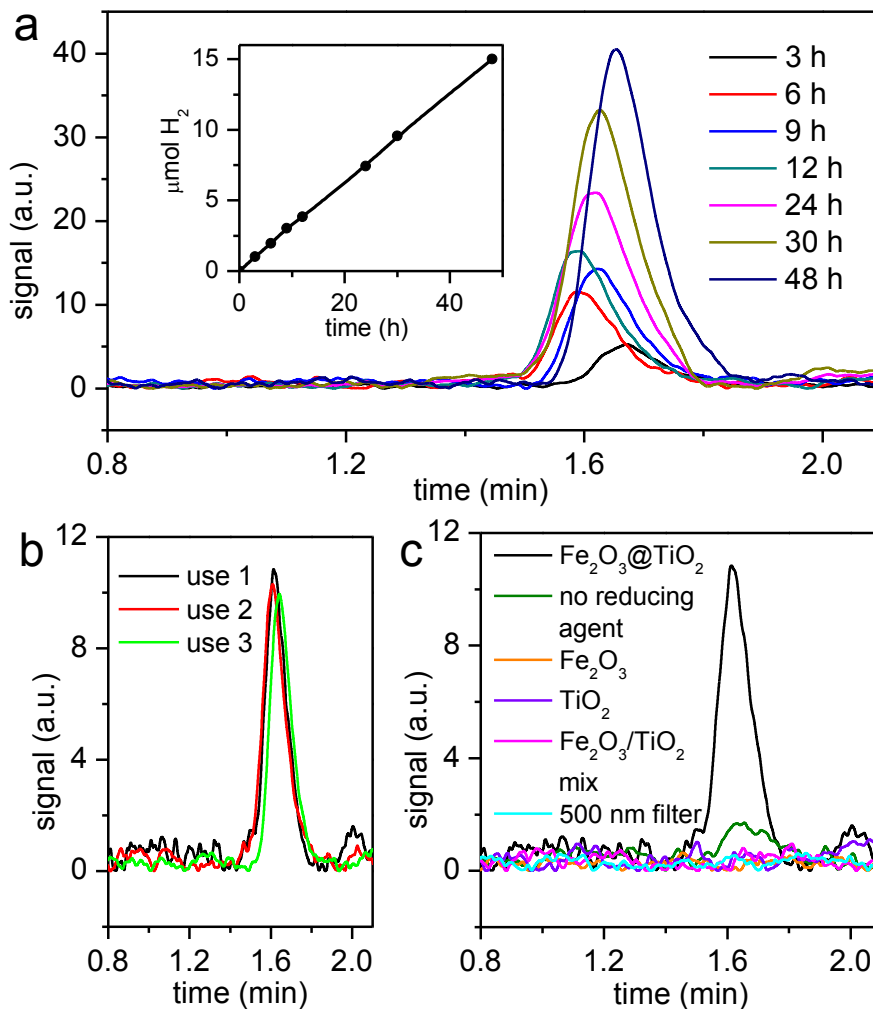 a
40
30
20
10
0
signal (a.u.)
0.8 1.2 1.6 2.0
time (min)
15
10
5
0
μmol H₂
0 20 40
time (h)
3 h
6 h
9 h
12 h
24 h
30 h
48 h
b
12
8
4
0
signal (a.u.)
0.8 1.2 1.6 2.0
time (min)
use 1
use 2
use 3
c
12
8
4
0
signal (a.u.)
0.8 1.2 1.6 2.0
time (min)
Fe₂O₃@TiO₂
no reducing
agent
Fe₂O₃
TiO₂
Fe₂O₃/TiO₂
mix
500 nm filter